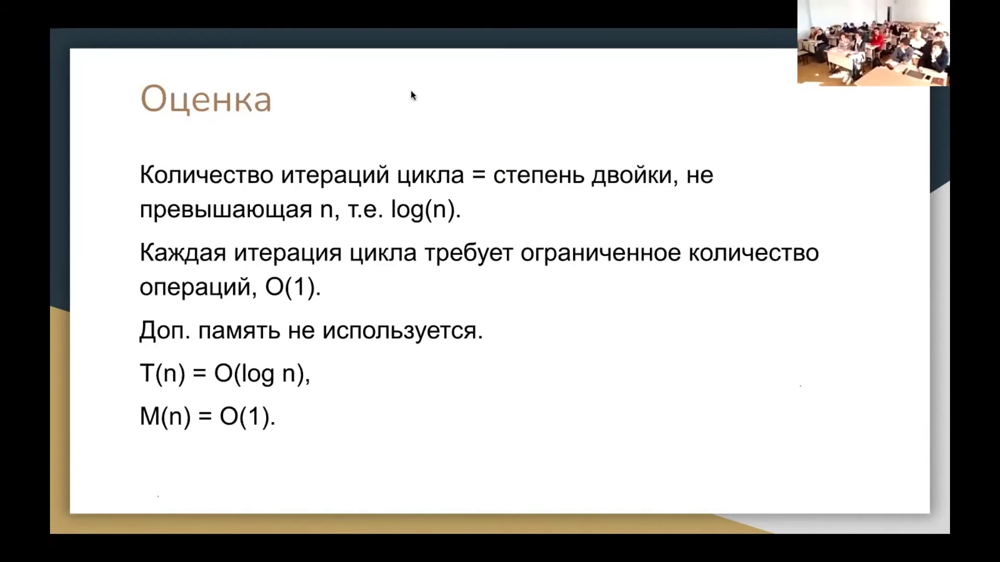 Оценка
Количество итераций цикла = степень двойки, не
превышающая n, т.е. log(n).
Каждая итерация цикла требует ограниченное количество
операций, O(1).
Доп. память не используется.
T(n) = O(log n),
M(n) = O(1).